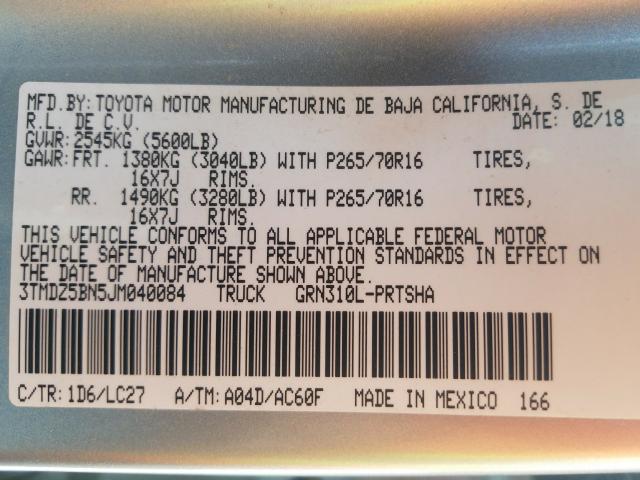 MFD.BY: TOYOTA MOTOR MANUFACTURING DE BAJA CALIFORNIA, S. DE
R.L. DE C.V. DATE: 02/18
GVWR: 2545KG (5600LB)
GAWR: FRT. 1380KG (3040LB) WITH P265/70R16 TIRES,
16X7J RIMS.
RR. 1490KG (3280LB) WITH P265/70R16 TIRES,
16X7J RIMS.
THIS VEHICLE CONFORMS TO ALL APPLICABLE FEDERAL MOTOR
VEHICLE SAFETY AND THEFT PREVENTION STANDARDS IN EFFECT ON
THE DATE OF MANUFACTURE SHOWN ABOVE.
3TMDZ5BN5JM040084 TRUCK GRN310L-PRTSHA
C/TR: 1D6/LC27 A/TM: A04D/AC60F MADE IN MEXICO 166